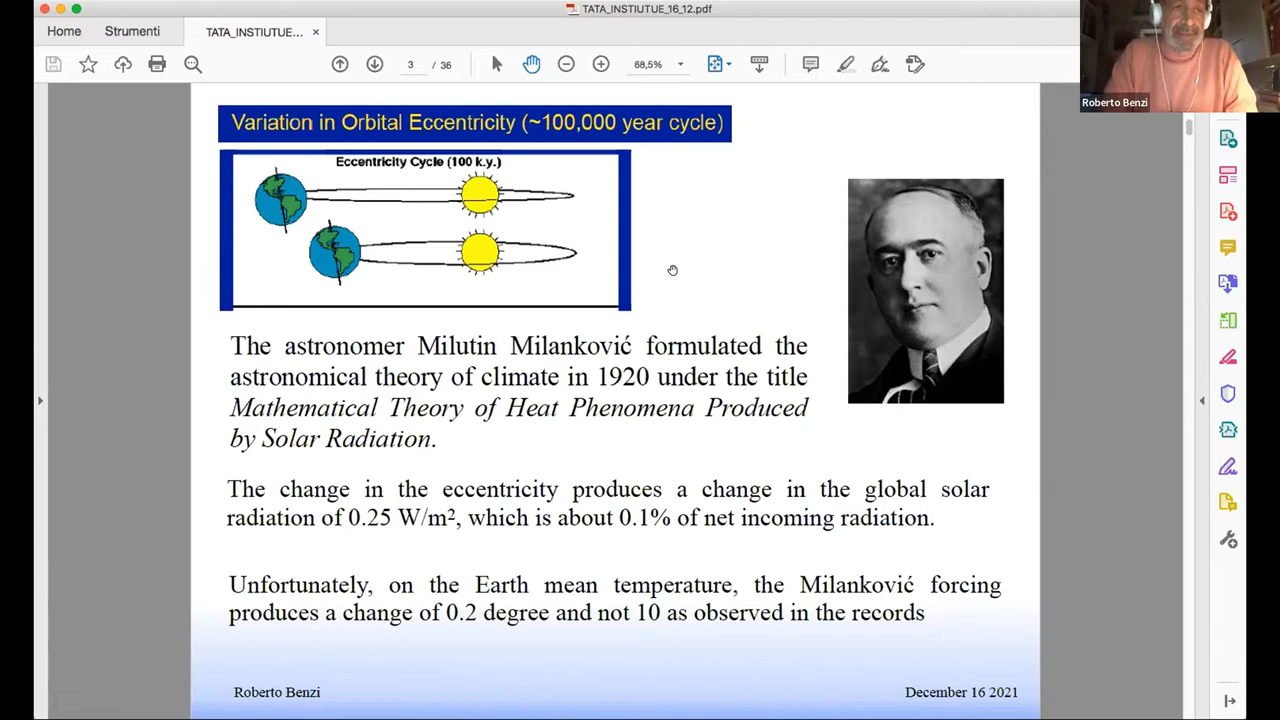 TATA_INSTIUTUE_16_12.pdf
Home
Strumenti
TATA_INSTIUTUE...
3 / 36
68,5%
Roberto Benzi
Variation in Orbital Eccentricity (~100,000 year cycle)
Eccentricity Cycle (100 k.y.)
The astronomer Milutin Milanković formulated the
astronomical theory of climate in 1920 under the title
Mathematical Theory of Heat Phenomena Produced
by Solar Radiation.
The change in the eccentricity produces a change in the global solar
radiation of 0.25 W/m², which is about 0.1% of net incoming radiation.
Unfortunately, on the Earth mean temperature, the Milanković forcing
produces a change of 0.2 degree and not 10 as observed in the records
Roberto Benzi
December 16 2021